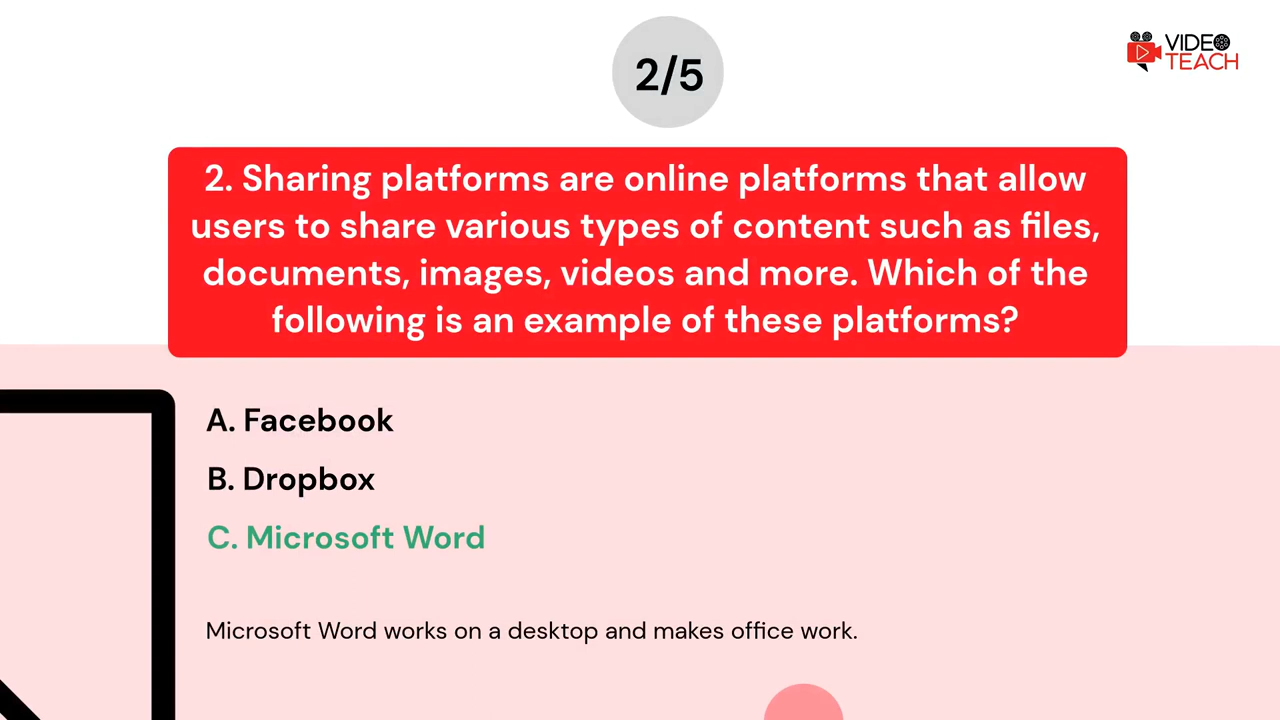 2/5
VIDEO
TEACH
2. Sharing platforms are online platforms that allow
users to share various types of content such as files,
documents, images, videos and more. Which of the
following is an example of these platforms?
A. Facebook
B. Dropbox
C. Microsoft Word
Microsoft Word works on a desktop and makes office work.